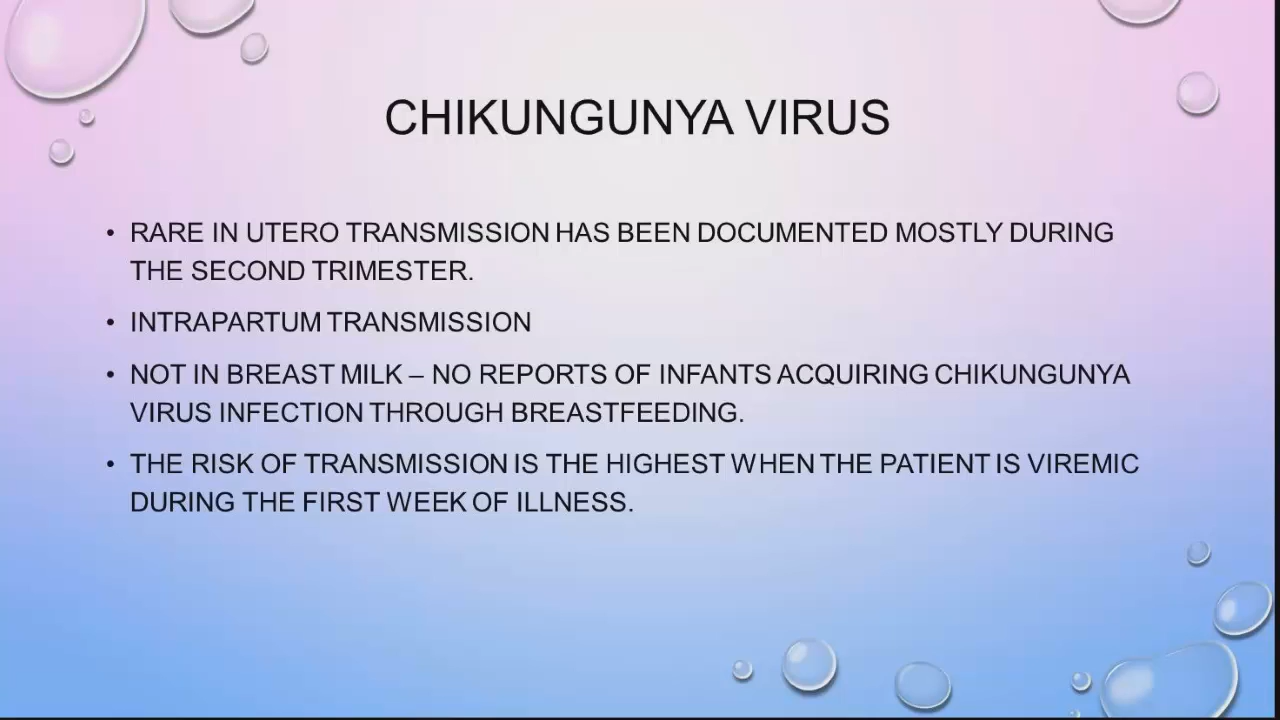 CHIKUNGUNYA VIRUS
• RARE IN UTERO TRANSMISSION HAS BEEN DOCUMENTED MOSTLY DURING
THE SECOND TRIMESTER.
• INTRAPARTUM TRANSMISSION
• NOT IN BREAST MILK – NO REPORTS OF INFANTS ACQUIRING CHIKUNGUNYA
VIRUS INFECTION THROUGH BREASTFEEDING.
• THE RISK OF TRANSMISSION IS THE HIGHEST WHEN THE PATIENT IS VIREMIC
DURING THE FIRST WEEK OF ILLNESS.